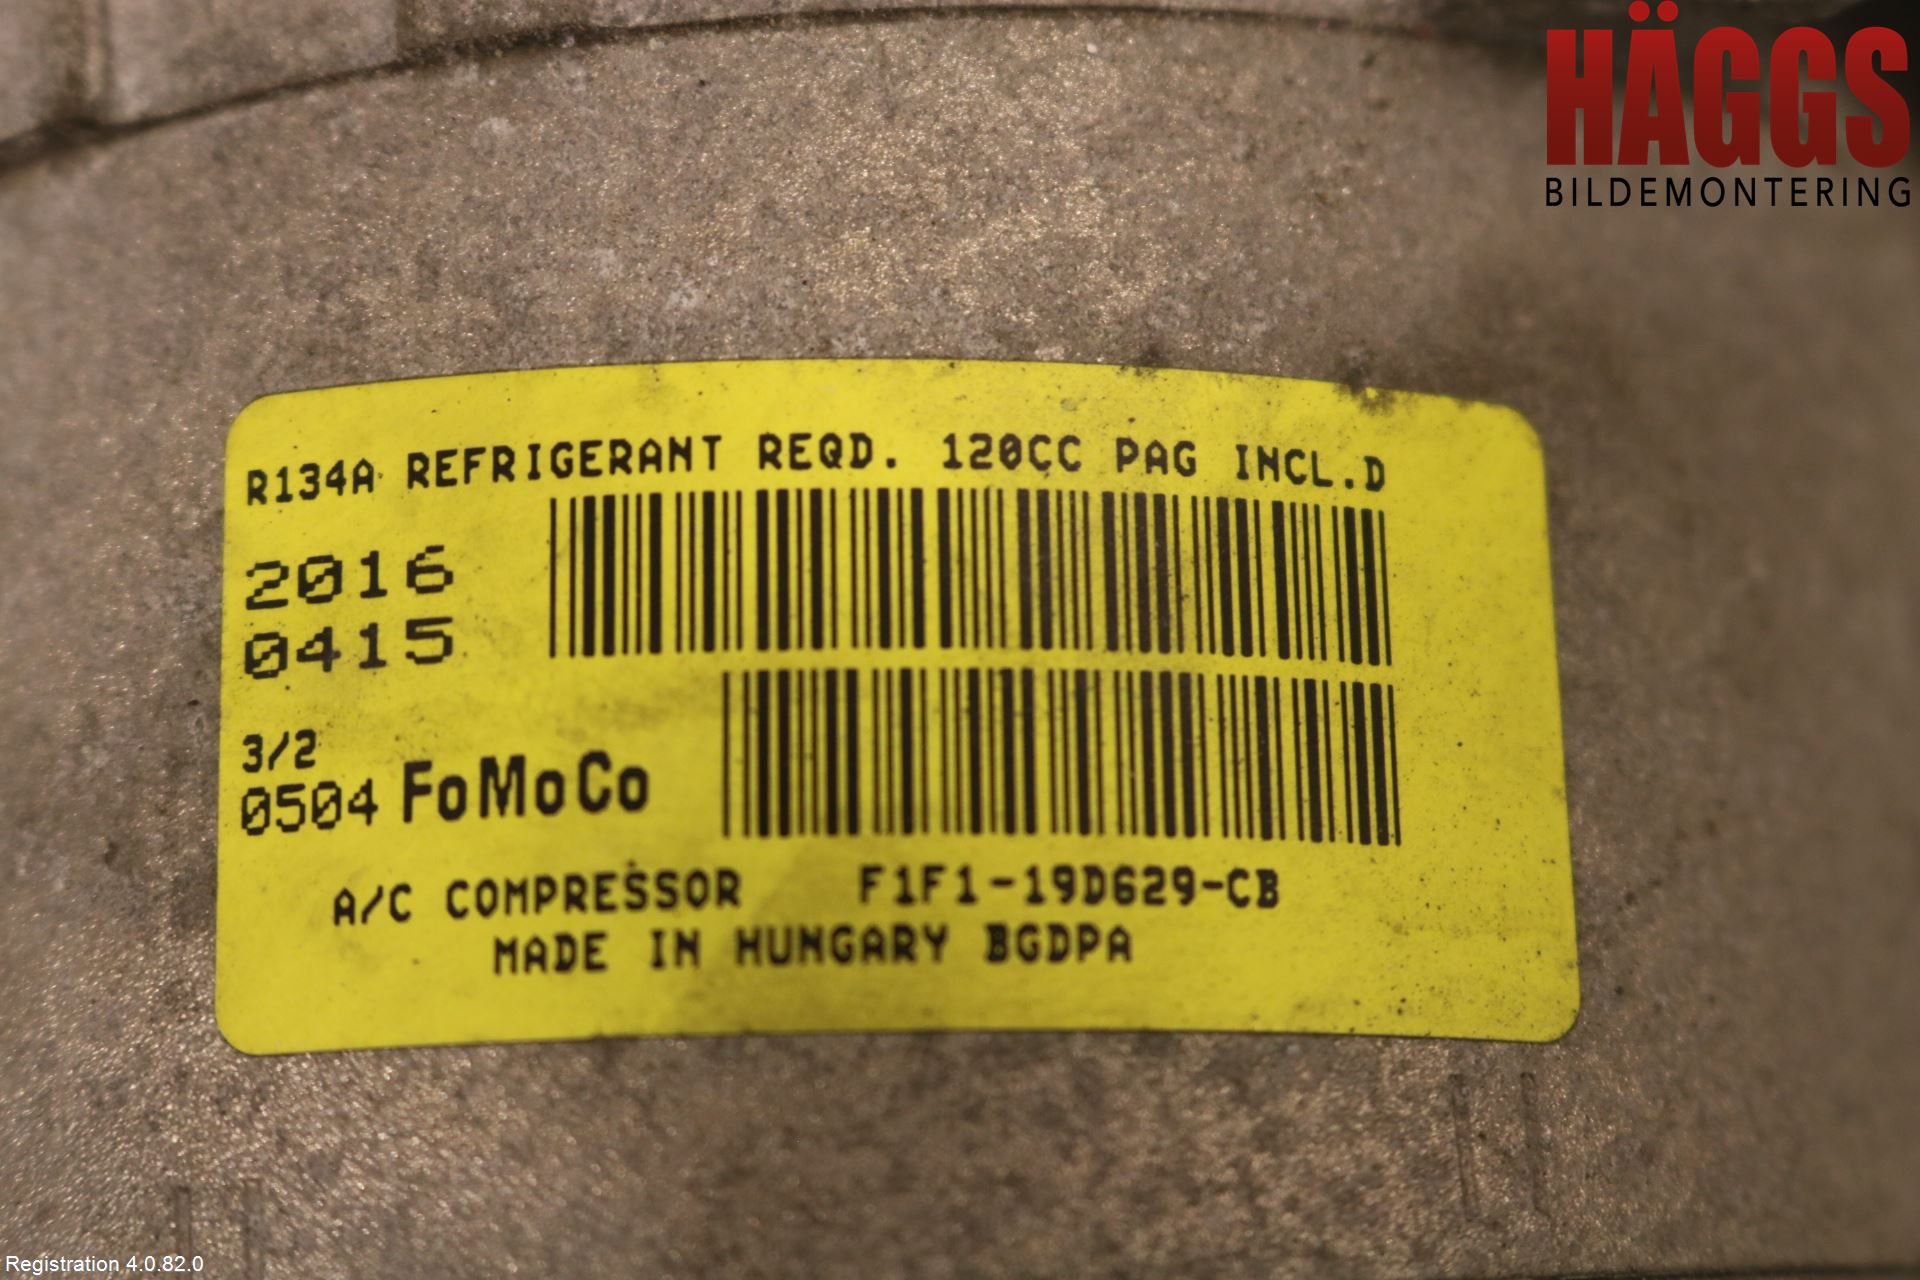 HÄGGS
BILDEMONTERING
R134A REFRIGERANT REQD. 120CC PAG INCL.D
2016
0415
3/2
0504 FoMoCo
A/C COMPRESSOR F1F1-19D629-CB
MADE IN HUNGARY BGDPA
Registration 4.0.82.0